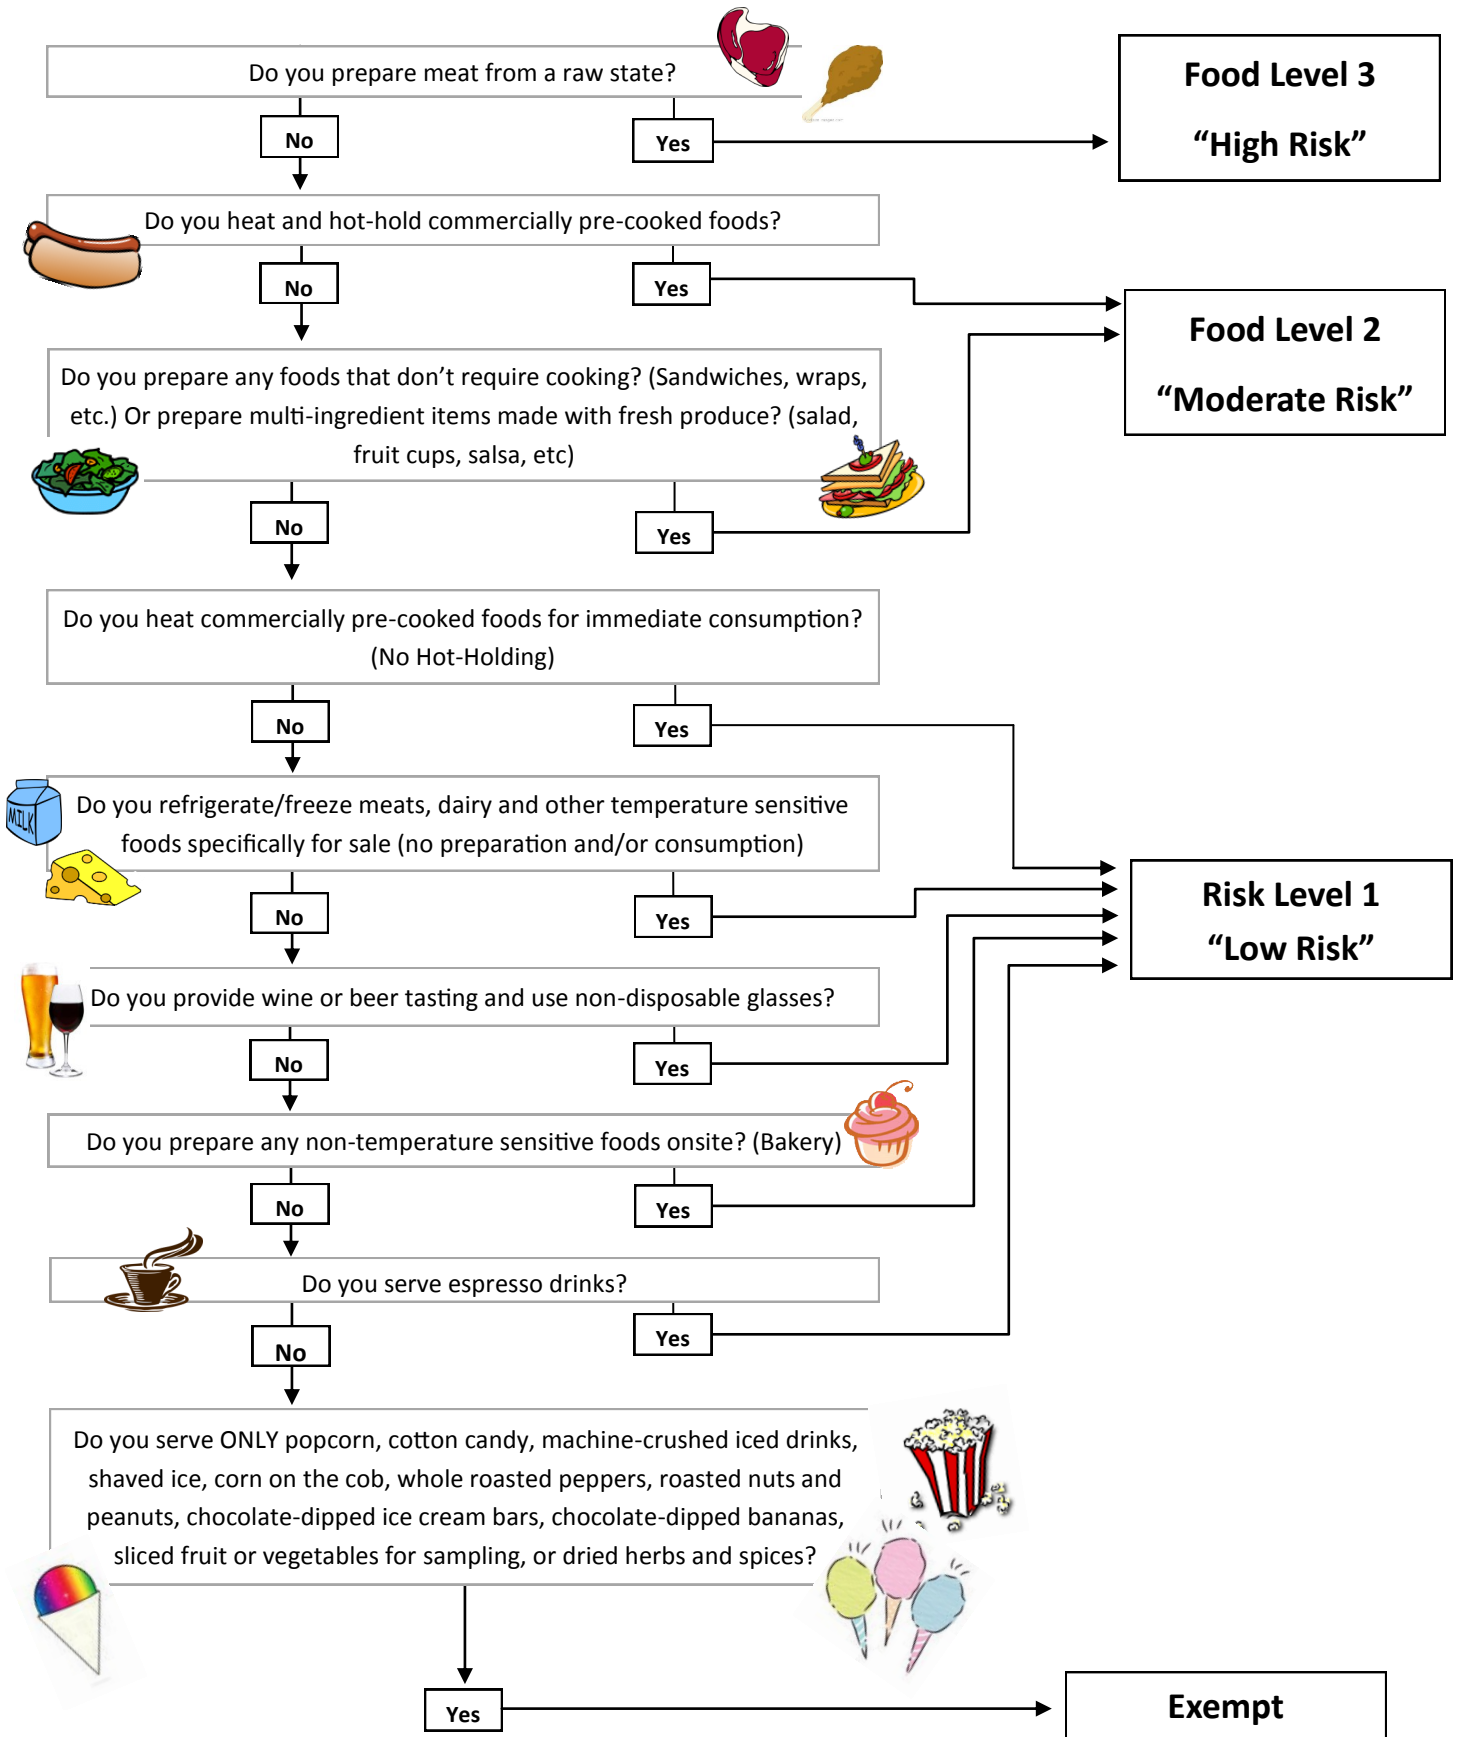 Do you prepare meat from a raw state?
Food Level 3
“High Risk”
No
Yes
Do you heat and hot-hold commercially pre-cooked foods?
No
Yes
Food Level 2
“Moderate Risk”
Do you prepare any foods that don’t require cooking? (Sandwiches, wraps,
etc.) Or prepare multi-ingredient items made with fresh produce? (salad,
fruit cups, salsa, etc)
No
Yes
Do you heat commercially pre-cooked foods for immediate consumption?
(No Hot-Holding)
No
Yes
MILK
Do you refrigerate/freeze meats, dairy and other temperature sensitive
foods specifically for sale (no preparation and/or consumption)
No
Yes
Risk Level 1
“Low Risk”
Do you provide wine or beer tasting and use non-disposable glasses?
No
Yes
Do you prepare any non-temperature sensitive foods onsite? (Bakery)
No
Yes
Do you serve espresso drinks?
No
Yes
Do you serve ONLY popcorn, cotton candy, machine-crushed iced drinks,
shaved ice, corn on the cob, whole roasted peppers, roasted nuts and
peanuts, chocolate-dipped ice cream bars, chocolate-dipped bananas,
sliced fruit or vegetables for sampling, or dried herbs and spices?
Yes
Exempt